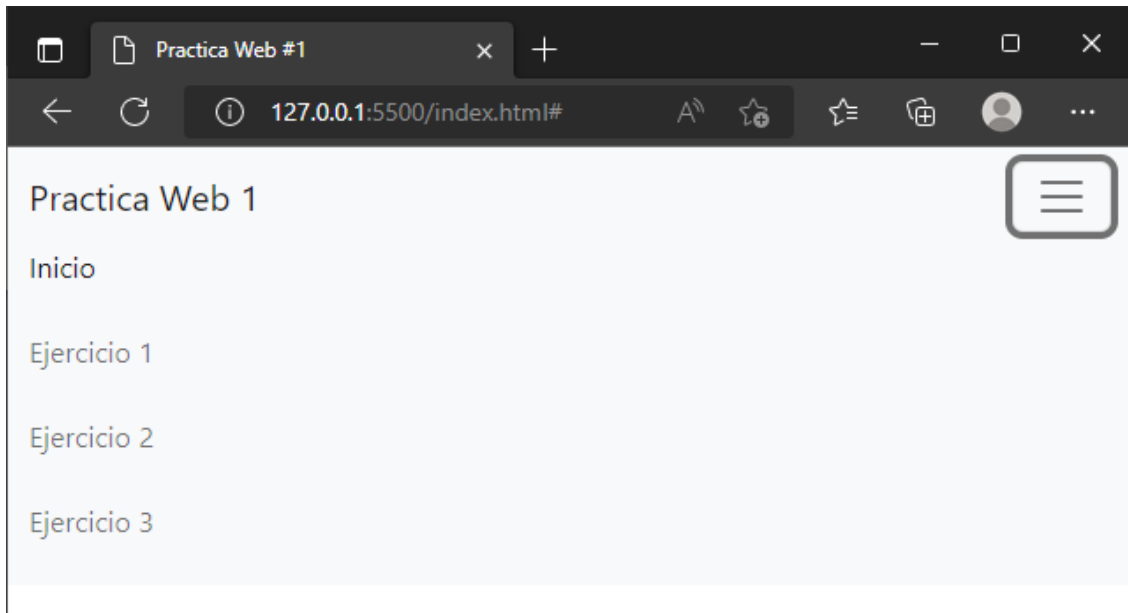 Practica Web #1
127.0.0.1:5500/index.html#
Practica Web 1
Inicio
Ejercicio 1
Ejercicio 2
Ejercicio 3